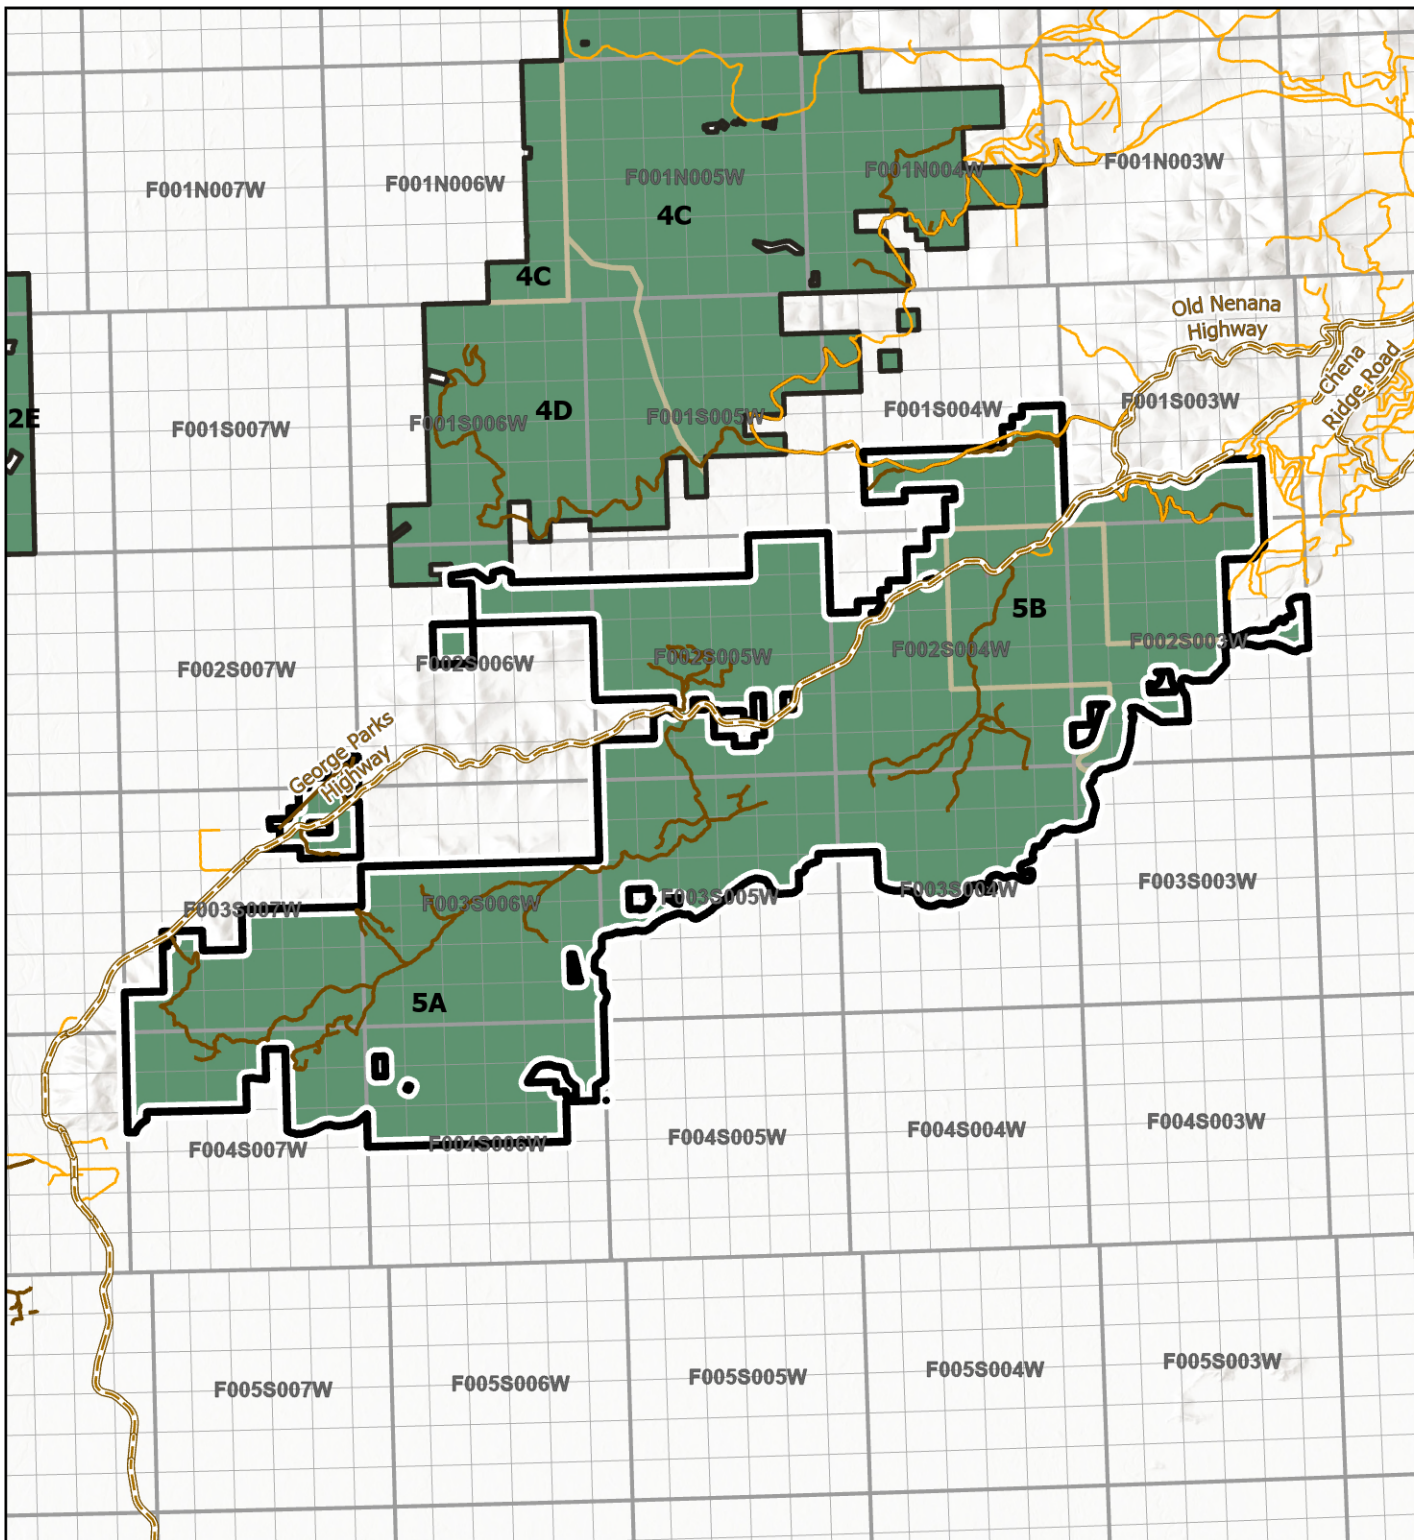 F001N007W
F001N006W
F001N005W
F001N004W
F001N003W
4C
4C
Old Nenana
Highway
Chena
Ridge Road
2E
F001S007W
F001S006W
4D
F001S005W
F001S004W
F001S003W
5B
F002S007W
F002S006W
F002S005W
F002S004W
F002S003W
George Parks
Highway
F003S007W
F003S006W
F003S005W
F003S004W
F003S003W
5A
F004S007W
F004S006W
F004S005W
F004S004W
F004S003W
F005S007W
F005S006W
F005S005W
F005S004W
F005S003W